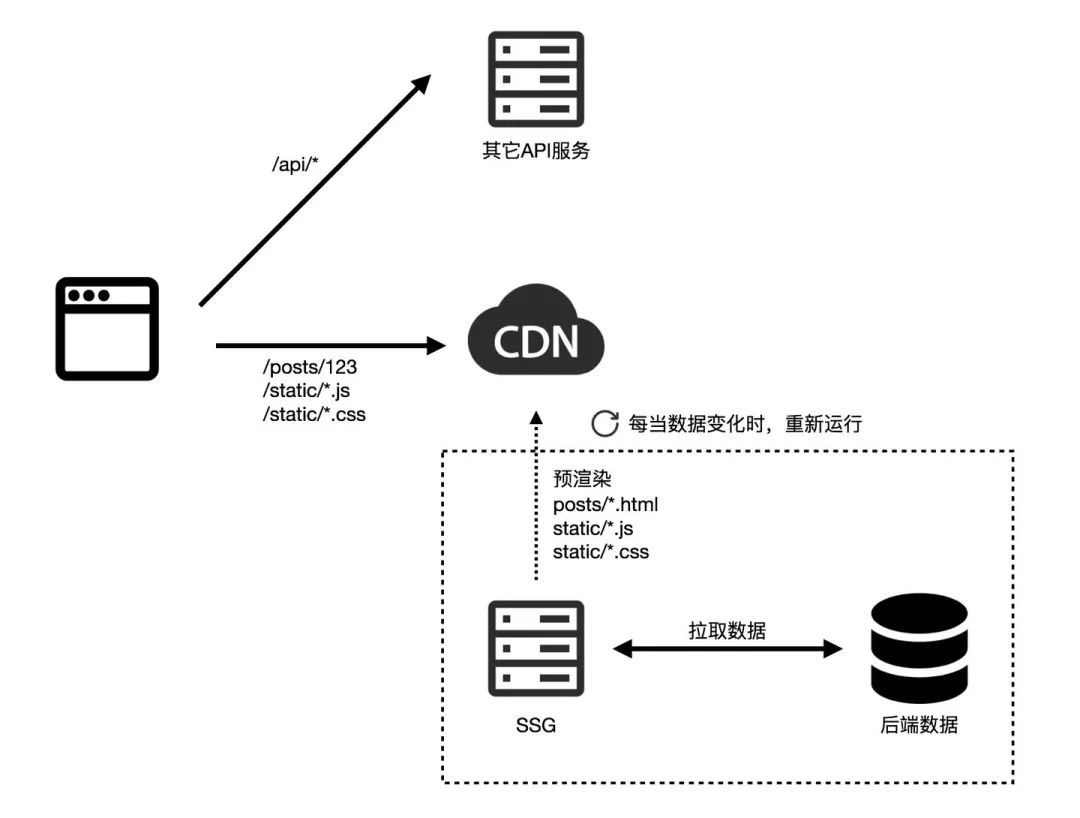 其它API服务
/api/*
CDN
/posts/123
/static/*.js
/static/*.css
每当数据变化时，重新运行
预渲染
posts/*.html
static/*.js
static/*.css
拉取数据
SSG
后端数据